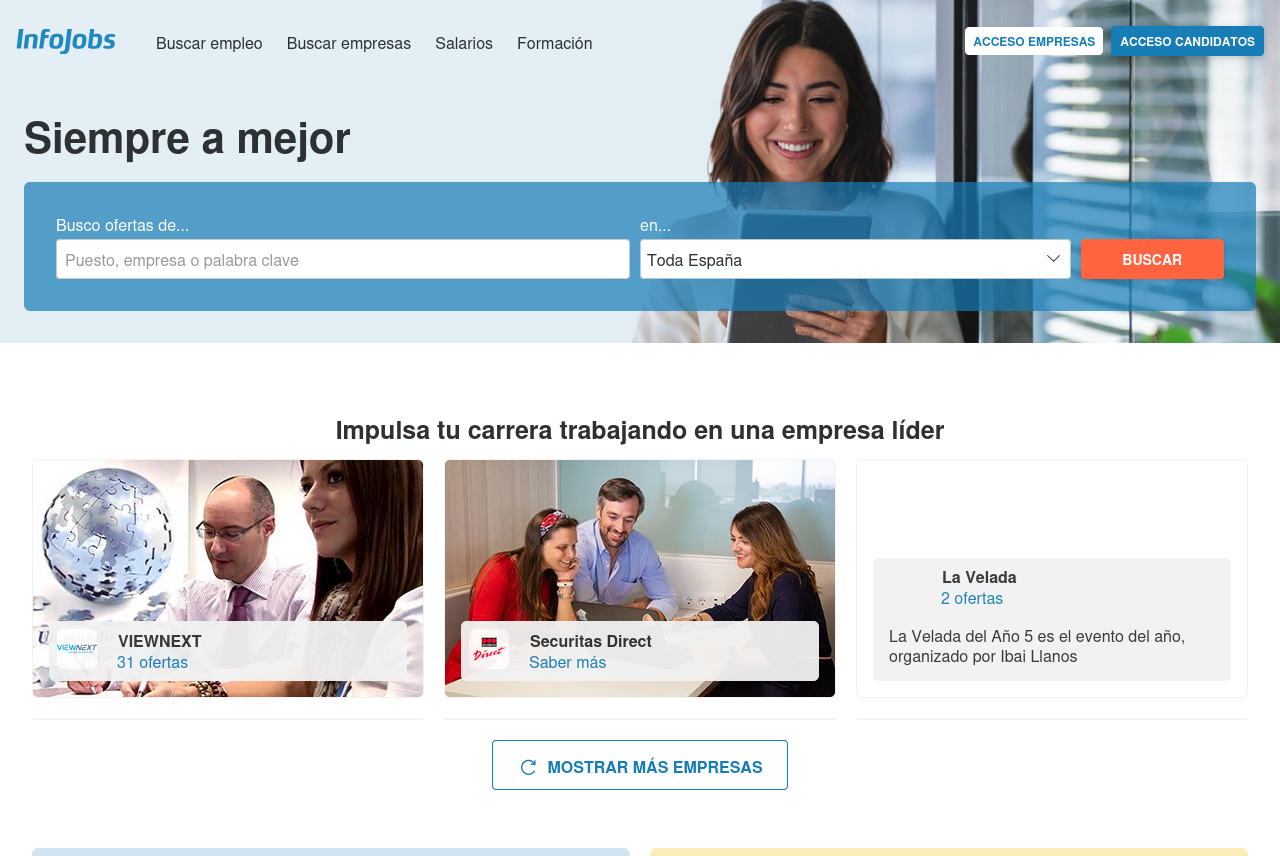 InfoJobs
Buscar empleo
Buscar empresas
Salarios
Formación
ACCESO EMPRESAS
ACCESO CANDIDATOS
Siempre a mejor
Busco ofertas de...
en...
Puesto, empresa o palabra clave
Toda España
BUSCAR
Impulsa tu carrera trabajando en una empresa líder
VIEWNEXT
VIEWNEXT
31 ofertas
Direct
Securitas Direct
Saber más
La Velada
2 ofertas
La Velada del Año 5 es el evento del año,
organizado por Ibai Llanos
MOSTRAR MÁS EMPRESAS